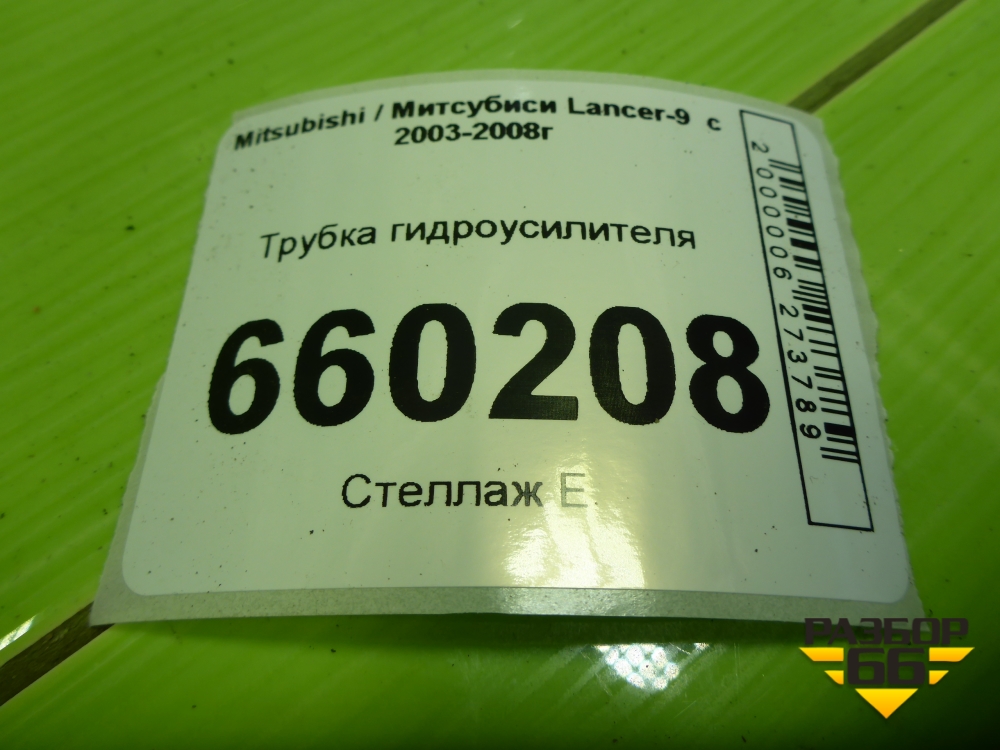 Mitsubishi / Митсубиси Lancer-9 с
2003-2008г
Трубка гидроусилителя
660208
Стеллаж Е
2000006273789
РАЗБОР
66